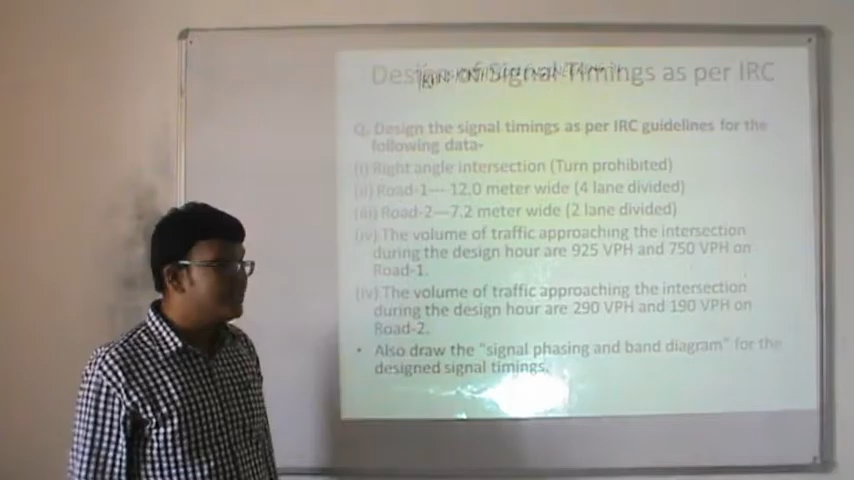 Design of Signal Timings as per IRC
Q. Design the signal timings as per IRC guidelines for the
following data-
(i) Right angle intersection (Turn prohibited)
(ii) Road-1--- 12.0 meter wide (4 lane divided)
(iii) Road-2—7.2 meter wide (2 lane divided)
(iv) The volume of traffic approaching the intersection
during the design hour are 925 VPH and 750 VPH on
Road-1.
(iv) The volume of traffic approaching the intersection
during the design hour are 290 VPH and 190 VPH on
Road-2.
• Also draw the "signal phasing and band diagram" for the
designed signal timings.